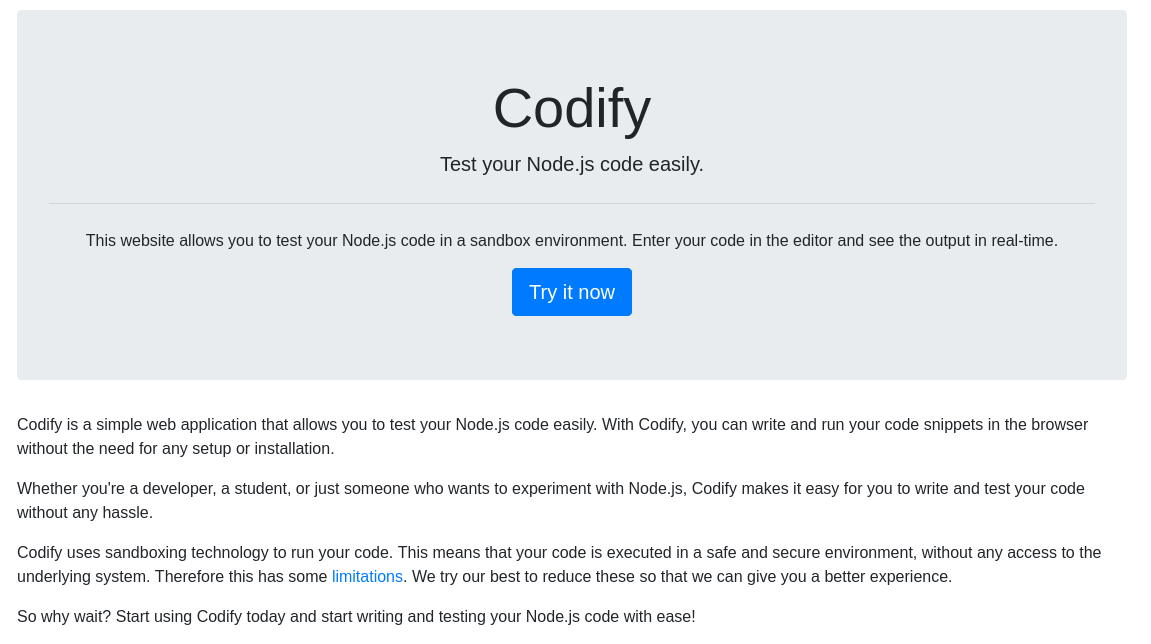 Codify
Test your Node.js code easily.
This website allows you to test your Node.js code in a sandbox environment. Enter your code in the editor and see the output in real-time.
Try it now
Codify is a simple web application that allows you to test your Node.js code easily. With Codify, you can write and run your code snippets in the browser
without the need for any setup or installation.
Whether you're a developer, a student, or just someone who wants to experiment with Node.js, Codify makes it easy for you to write and test your code
without any hassle.
Codify uses sandboxing technology to run your code. This means that your code is executed in a safe and secure environment, without any access to the
underlying system. Therefore this has some limitations. We try our best to reduce these so that we can give you a better experience.
So why wait? Start using Codify today and start writing and testing your Node.js code with ease!